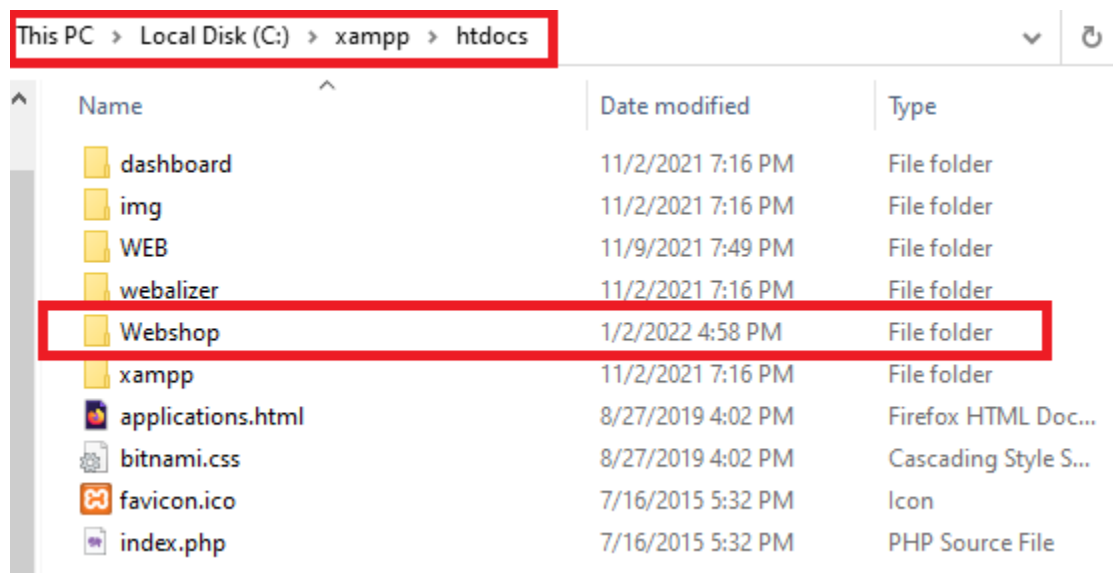 This PC > Local Disk (C:) > xampp > htdocs
Name Date modified Type
dashboard 11/2/2021 7:16 PM File folder
img 11/2/2021 7:16 PM File folder
WEB 11/9/2021 7:49 PM File folder
webalizer 11/2/2021 7:16 PM File folder
Webshop 1/2/2022 4:58 PM File folder
xampp 11/2/2021 7:16 PM File folder
applications.html 8/27/2019 4:02 PM Firefox HTML Doc...
bitnami.css 8/27/2019 4:02 PM Cascading Style S...
favicon.ico 7/16/2015 5:32 PM Icon
index.php 7/16/2015 5:32 PM PHP Source File